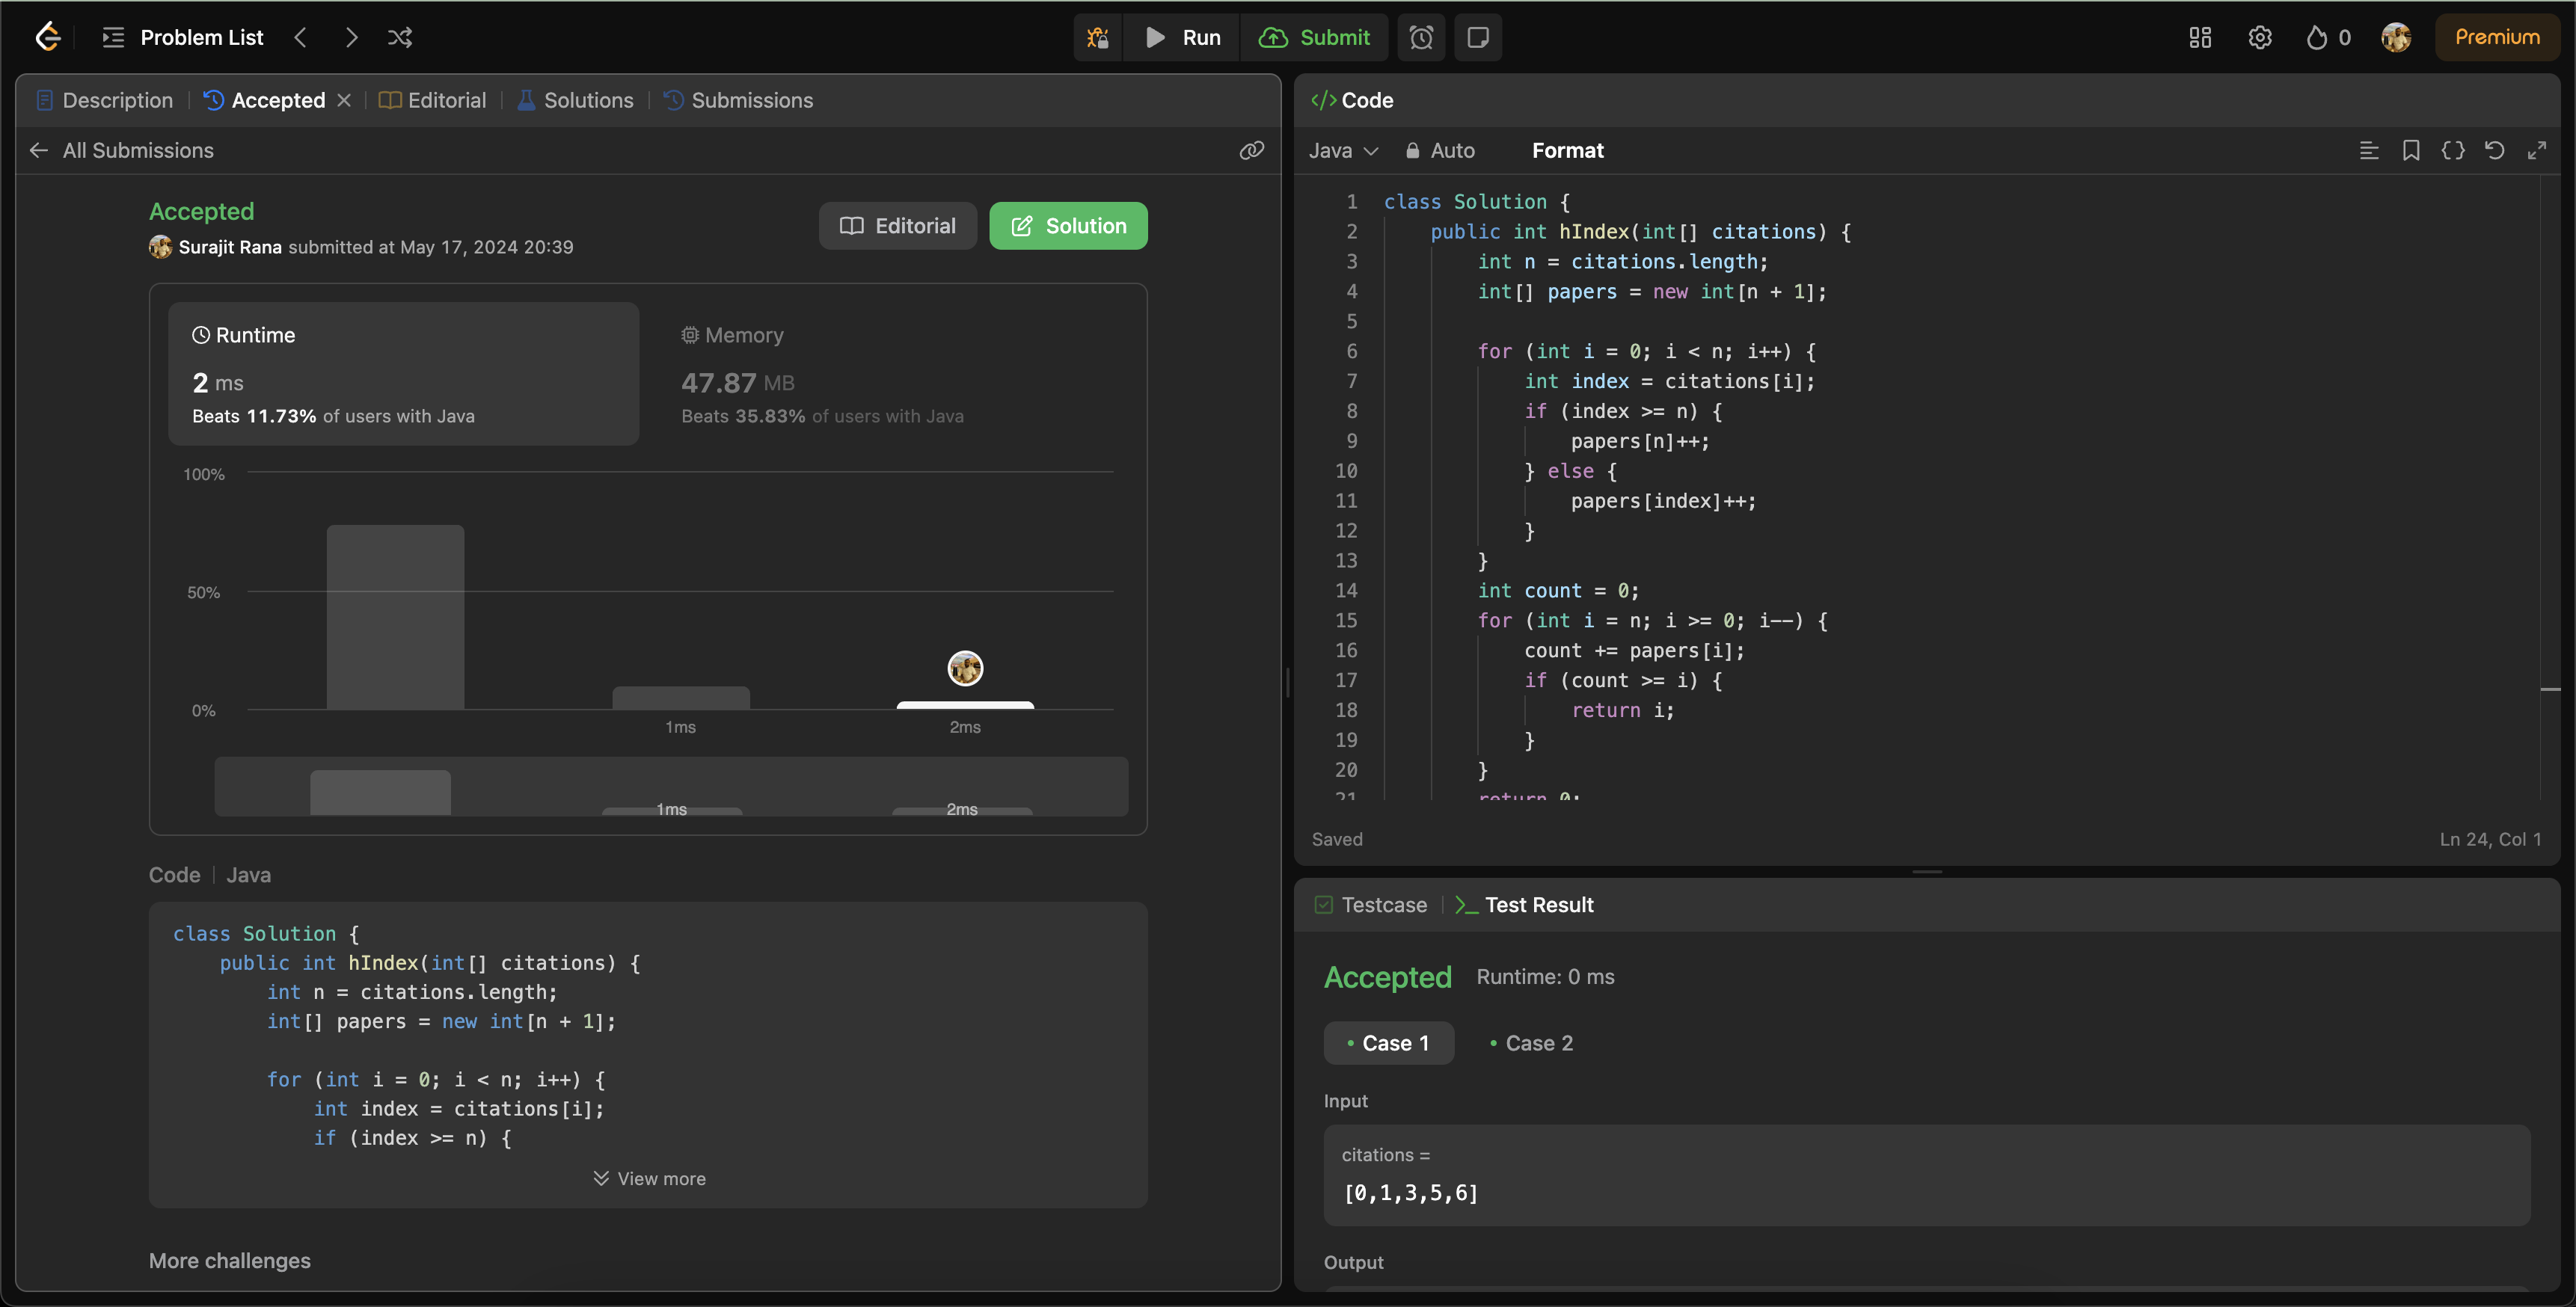 Problem List
Run
Submit
0
Premium
Description
Accepted
Editorial
Solutions
Submissions
All Submissions
Accepted
Surajit Rana submitted at May 17, 2024 20:39
Editorial
Solution
Runtime
2 ms
Beats 11.73% of users with Java
Memory
47.87 MB
Beats 35.83% of users with Java
100%
50%
0%
1ms
2ms
1ms
2ms
Code
Java
class Solution {
    public int hIndex(int[] citations) {
        int n = citations.length;
        int[] papers = new int[n + 1];
        for (int i = 0; i < n; i++) {
            int index = citations[i];
            if (index >= n) {
View more
More challenges
</>Code
Java
Auto
Format
1 class Solution {
2     public int hIndex(int[] citations) {
3         int n = citations.length;
4         int[] papers = new int[n + 1];
5
6         for (int i = 0; i < n; i++) {
7             int index = citations[i];
8             if (index >= n) {
9                 papers[n]++;
10             } else {
11                 papers[index]++;
12             }
13         }
14         int count = 0;
15         for (int i = n; i >= 0; i--) {
16             count += papers[i];
17             if (count >= i) {
18                 return i;
19             }
20         }
21         return 0;
Saved
Ln 24, Col 1
Testcase
Test Result
Accepted
Runtime: 0 ms
Case 1
Case 2
Input
citations =
[0,1,3,5,6]
Output